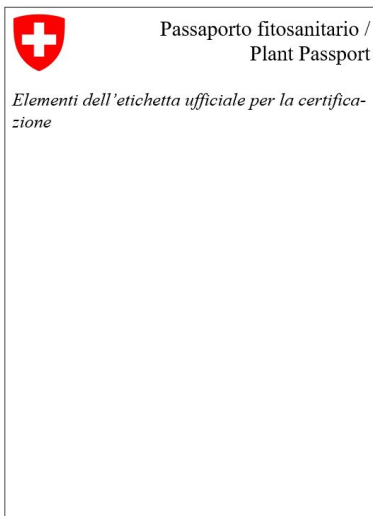 Passaporto fitosanitario /
Plant Passport
Elementi dell’etichetta ufficiale per la certifica-
zione